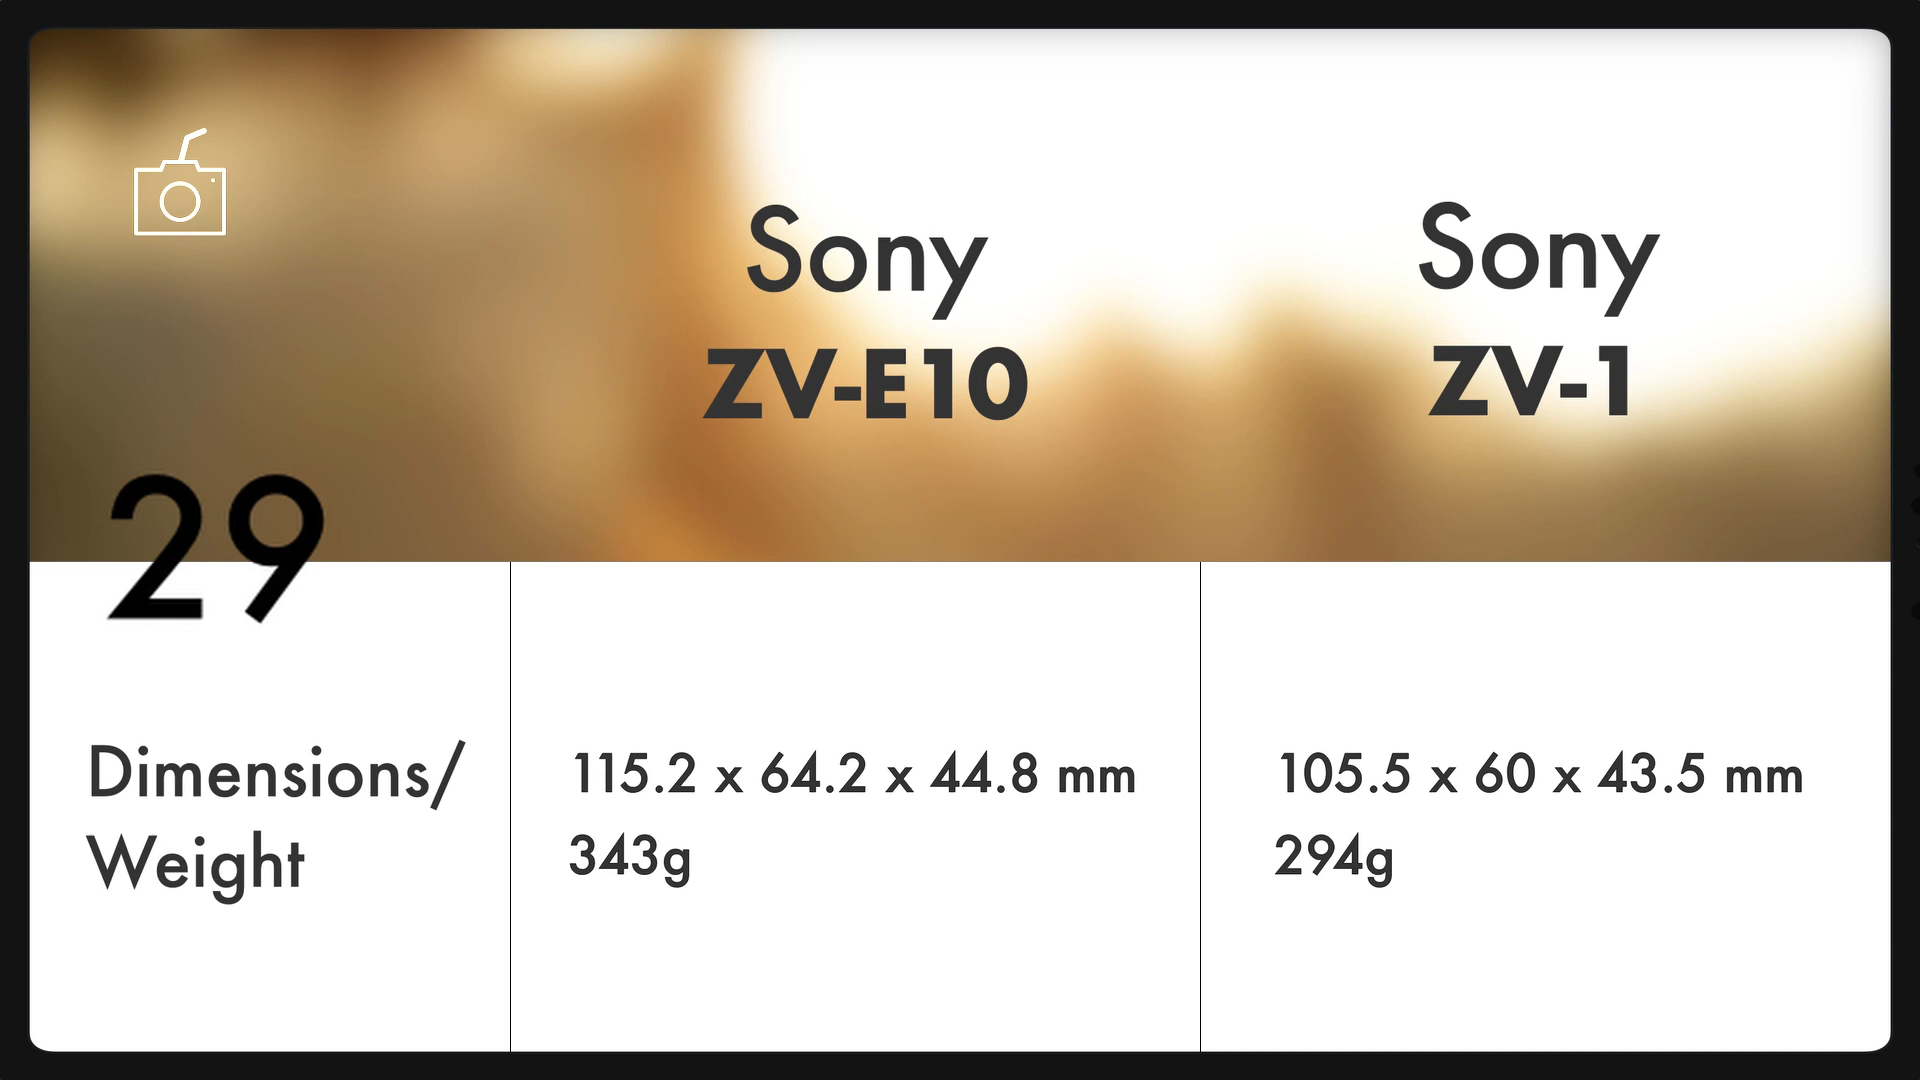 Sony
ZV-E10
Sony
ZV-1
29
Dimensions/
Weight
115.2 x 64.2 x 44.8 mm
343g
105.5 x 60 x 43.5 mm
294g